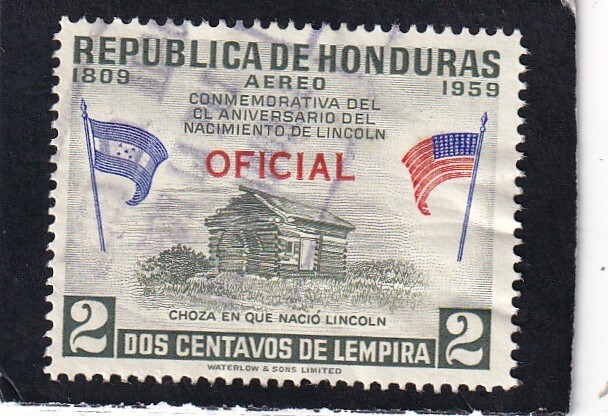 REPUBLICA DE HONDURAS
1809 AEREO 1959
CONMEMORATIVA DEL
CL ANIVERSARIO DEL
NACIMIENTO DE LINCOLN
OFICIAL
CHOZA EN QUE NACIÓ LINCOLN
2 DOS CENTAVOS DE LEMPIRA 2
WATERLOW & SONS LIMITED